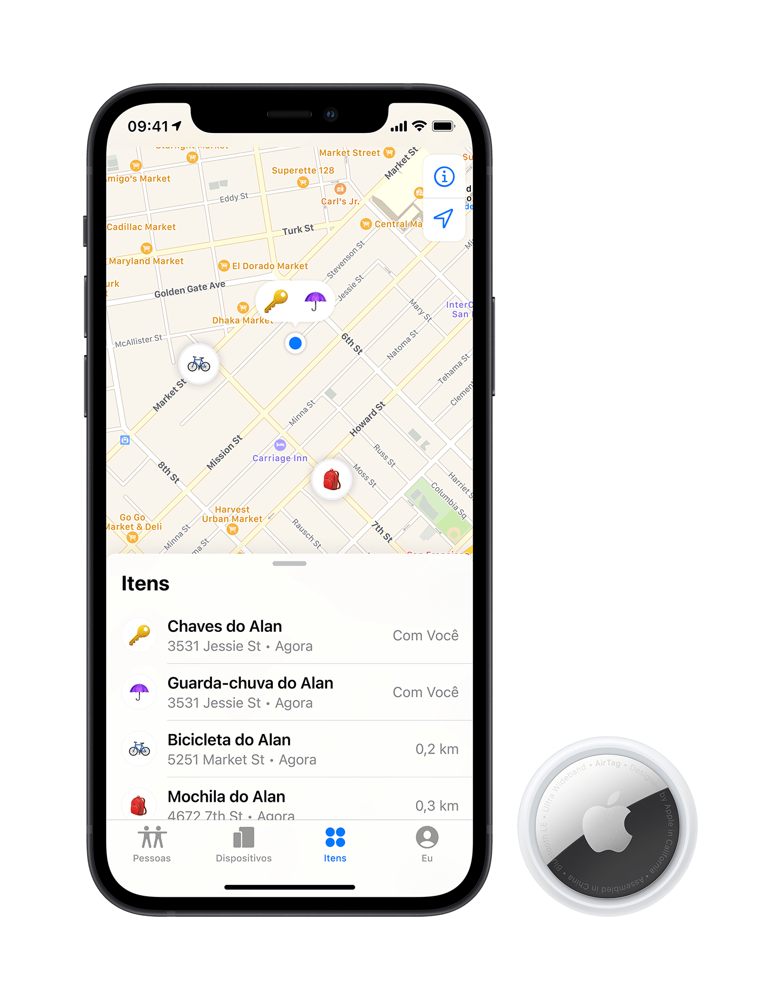 09:41
Starlight Market
Market Street
Market St
Amigo's Market
Superette 128
Eddy St
Carl's Jr.
Cadillac Market
Turk St
Central Ma
Maryland Market
El Dorado Market
Stevenson St
Golden Gate Ave
Jessie St
Dhaka Market
Mary St
InterC
San
McAllister St
6th St
Natoma St
Tehama St
Market St
Clement
Minna St
Howard St
Mission St
Carriage Inn
Russ St
8th St
Moss St
Harriet S
Columbia Sq
Harvest
Urban Market
Go Go
Market & Deli
Minna St
ma St
Rausch St
7th St
San Francisco
Itens
Chaves do Alan
3531 Jessie St • Agora
Com Você
Guarda-chuva do Alan
3531 Jessie St • Agora
Com Você
Bicicleta do Alan
5251 Market St • Agora
0,2 km
Mochila do Alan
4672 7th St • Agora
0,3 km
Pessoas
Dispositivos
Itens
Eu
• AirTag • Designed by Apple in California • Assembled in China • Bluetooth LE • Ultra Wideband